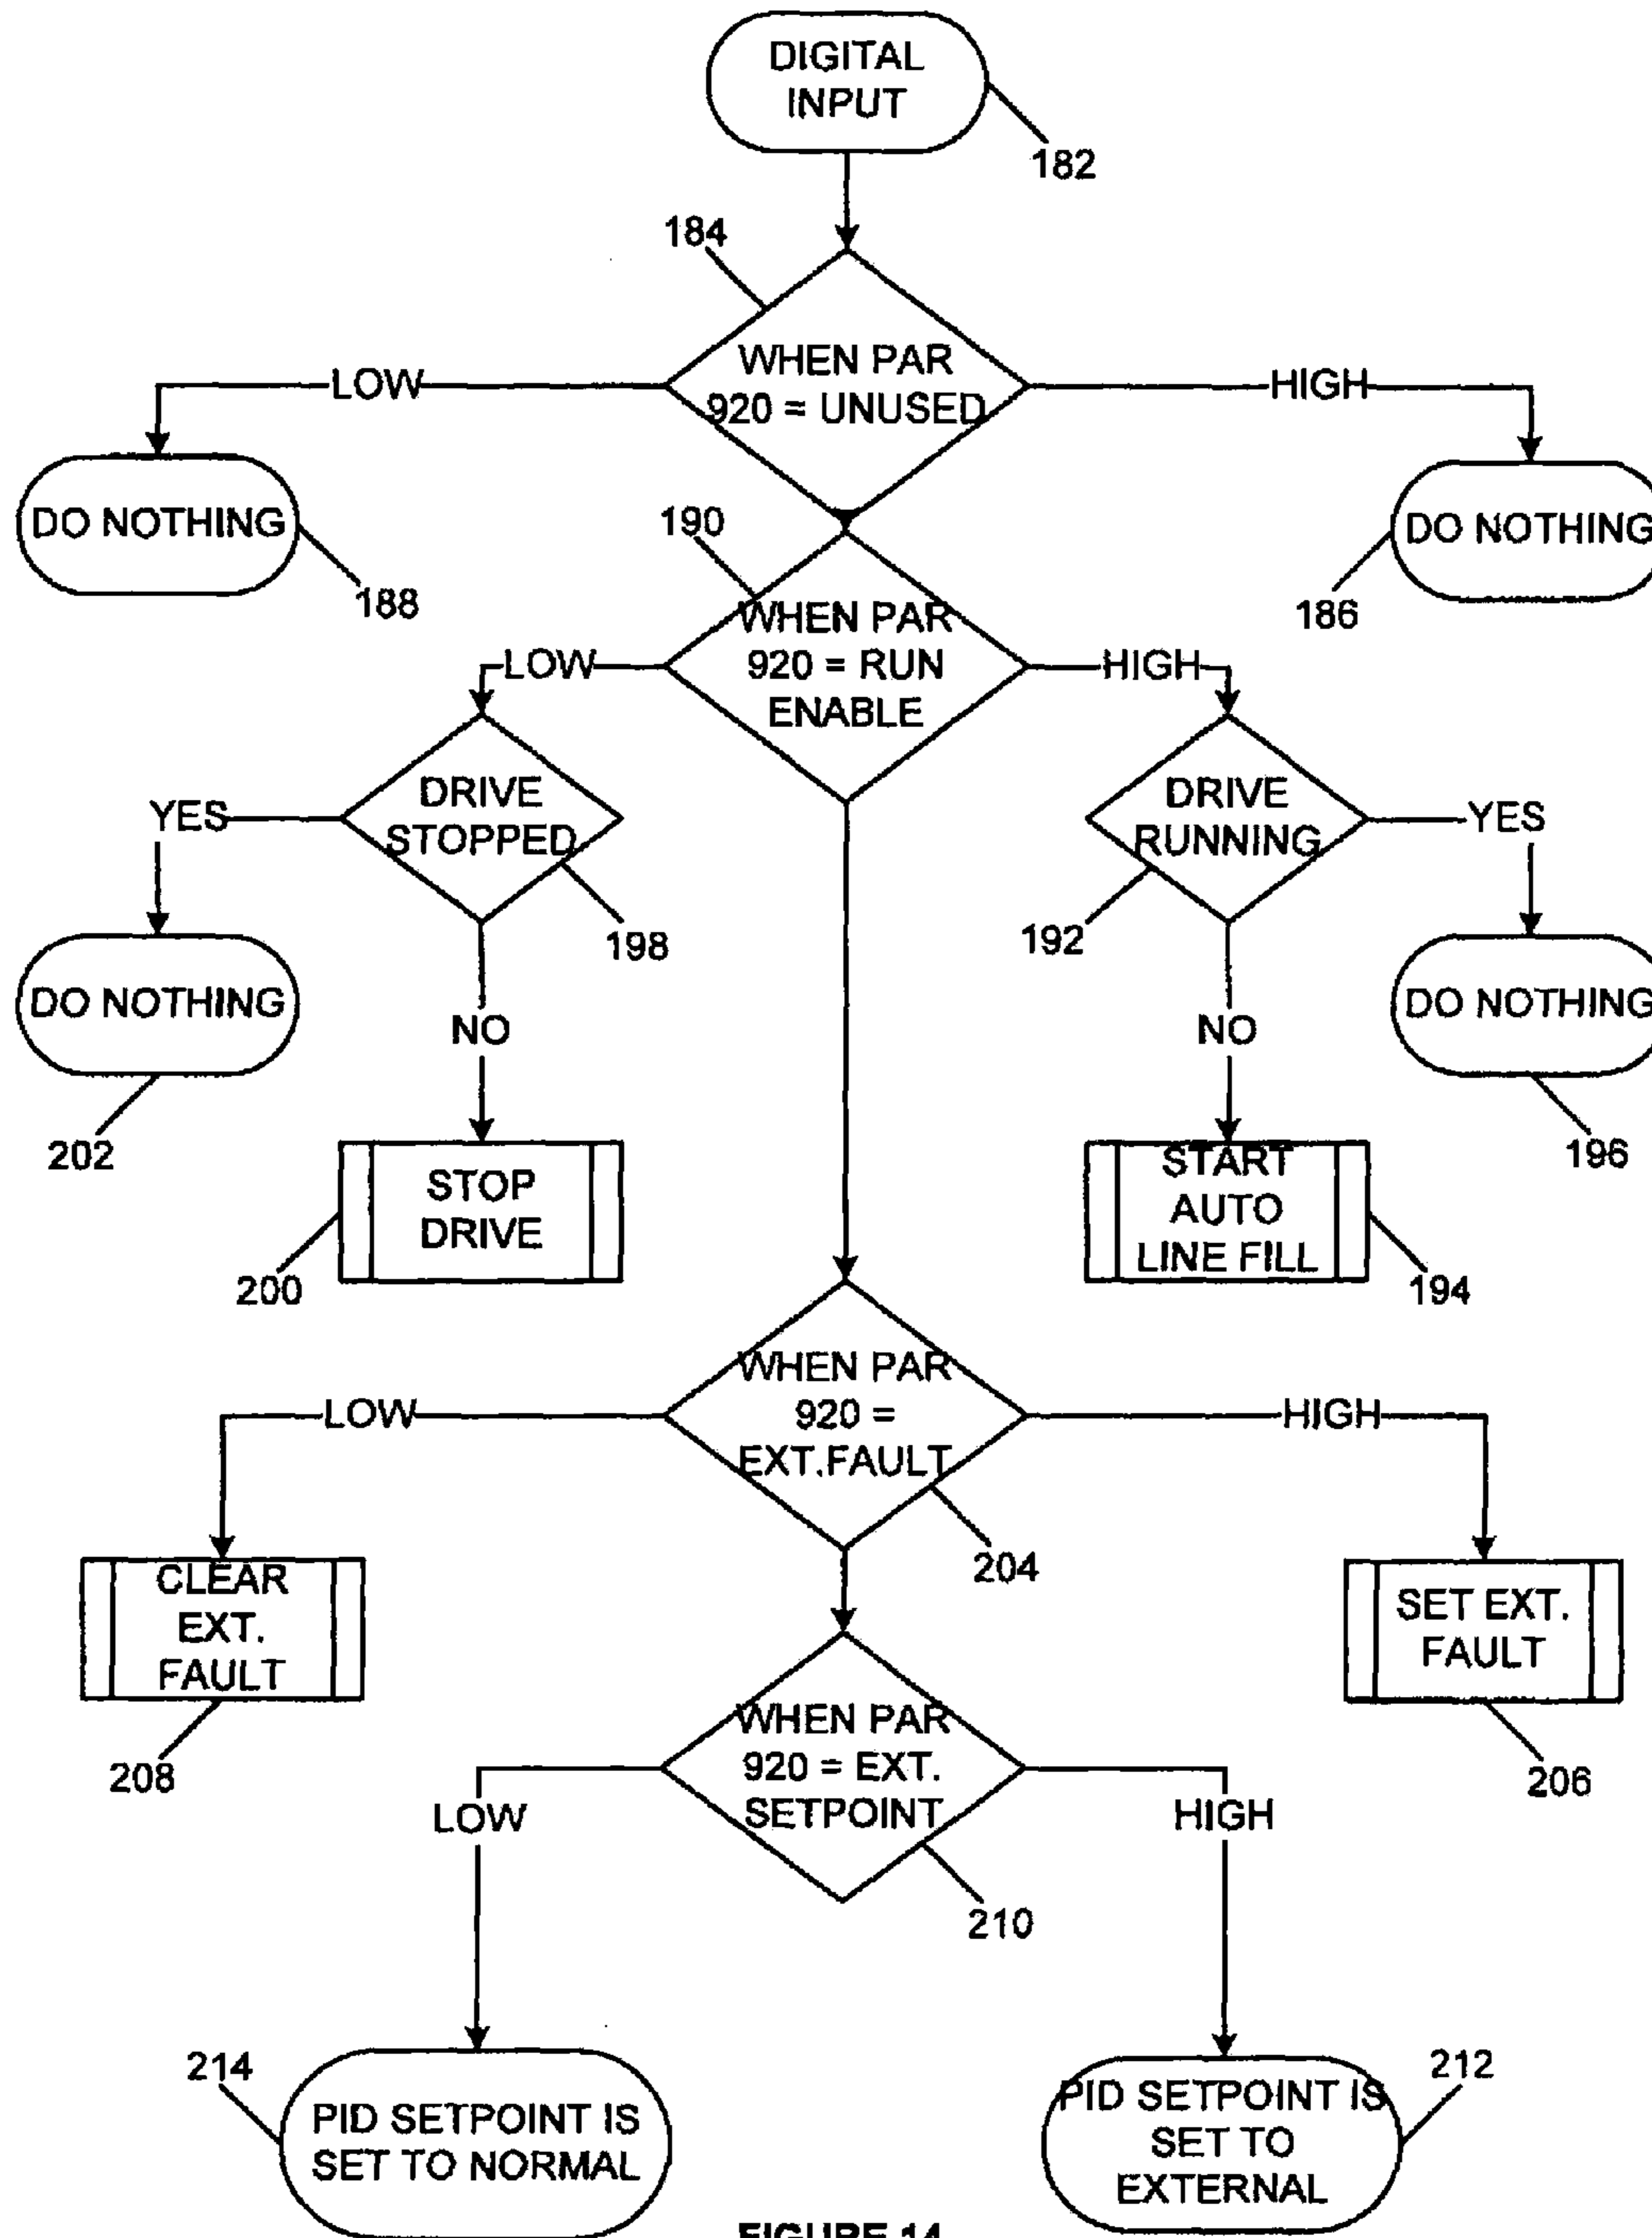 DIGITAL
INPUT
182
184
WHEN PAR
920 = UNUSED
LOW
HIGH
DO NOTHING
188
DO NOTHING
186
190
WHEN PAR
920 = RUN
ENABLE
LOW
HIGH
DRIVE
STOPPED
198
YES
DO NOTHING
202
NO
STOP
DRIVE
200
DRIVE
RUNNING
192
YES
DO NOTHING
196
NO
START
AUTO
LINE FILL
194
WHEN PAR
920 =
EXT.FAULT
204
LOW
HIGH
CLEAR
EXT.
FAULT
208
SET EXT.
FAULT
206
WHEN PAR
920 = EXT.
SETPOINT
210
LOW
HIGH
214
PID SETPOINT IS
SET TO NORMAL
212
PID SETPOINT IS
SET TO
EXTERNAL
FIGURE 14